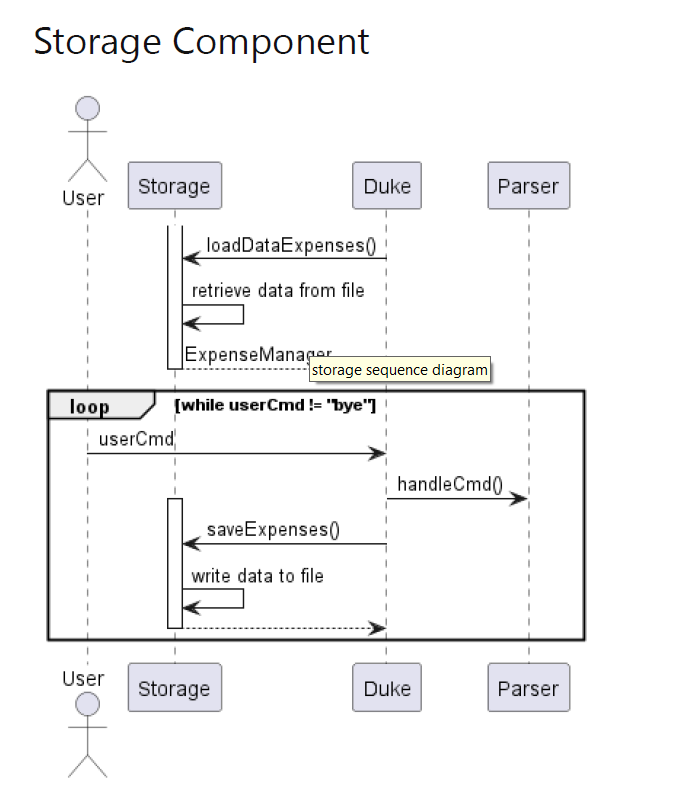 Storage Component
User
Storage
Duke
Parser
loadDataExpenses()
retrieve data from file
ExpenseManager
storage sequence diagram
loop
[while userCmd != "bye"]
userCmd
handleCmd()
saveExpenses()
write data to file
User
Storage
Duke
Parser